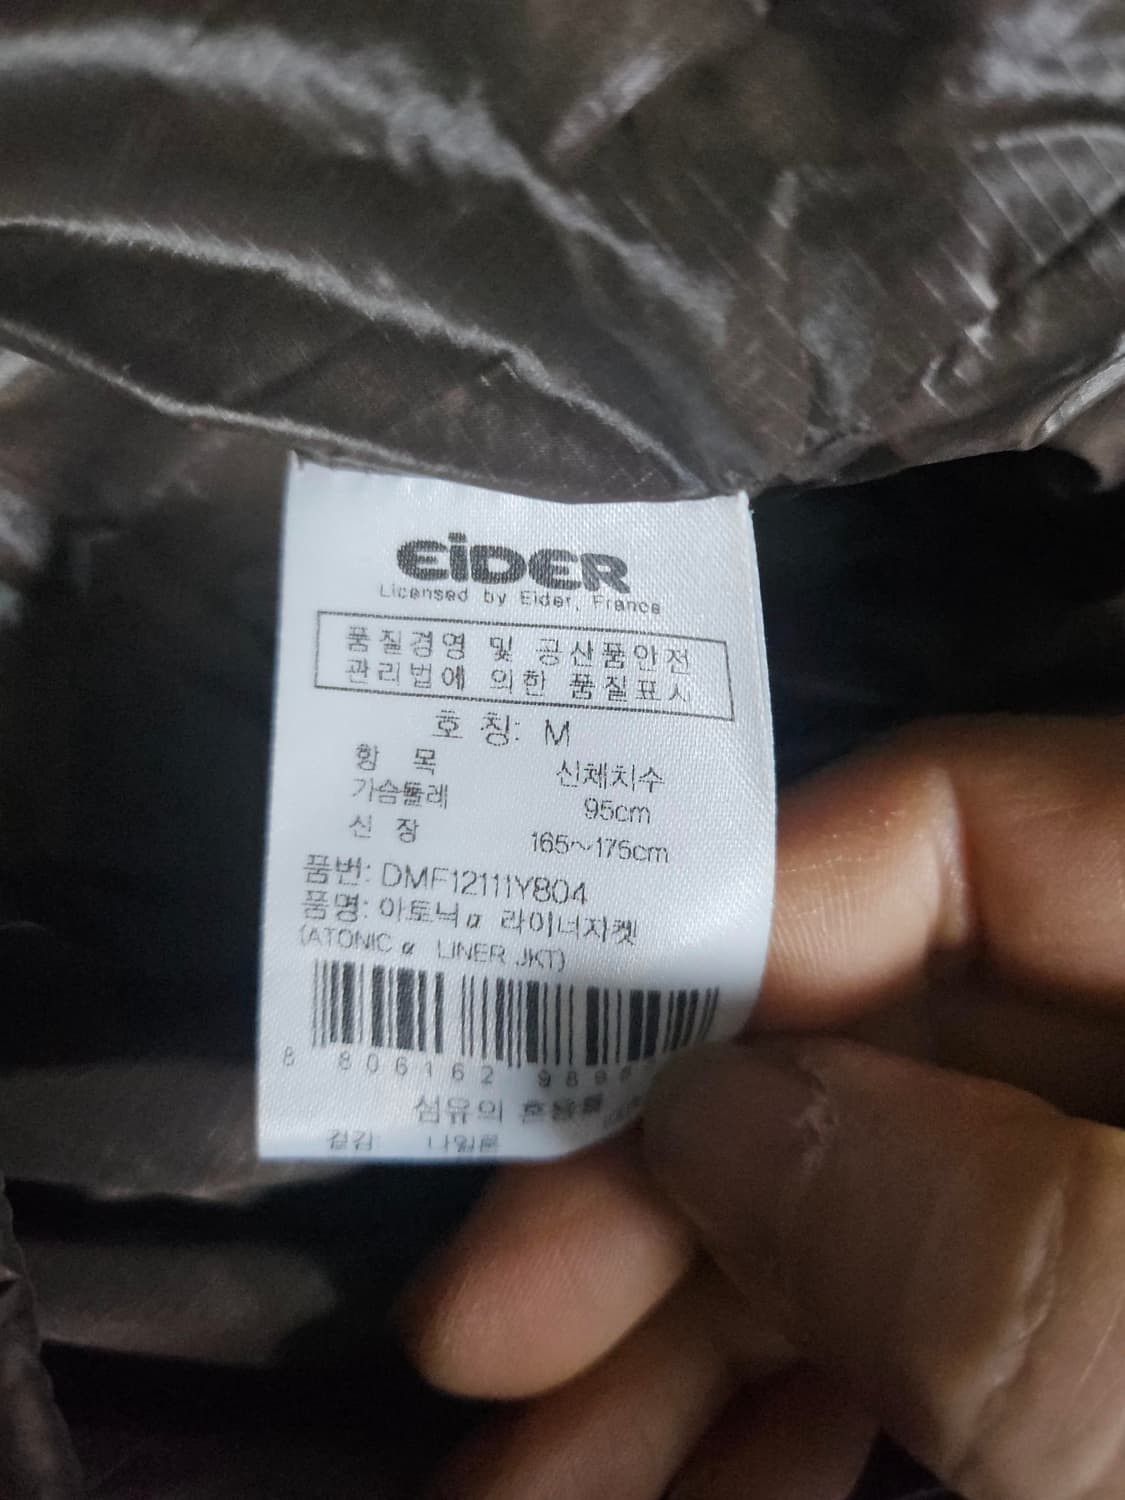 EiDER
Licensed by Eider, France
품질경영 및 공산품안전
관리법에 의한 품질표시
호 칭: M
항 목 신체치수
가슴둘레 95cm
신 장 165~175cm
품번: DMF12111Y804
품명: 아토닉α 라이너자켓
(ATONIC α LINER JKT)
8 806162 989
섬유의 혼용률
겉감 나일론